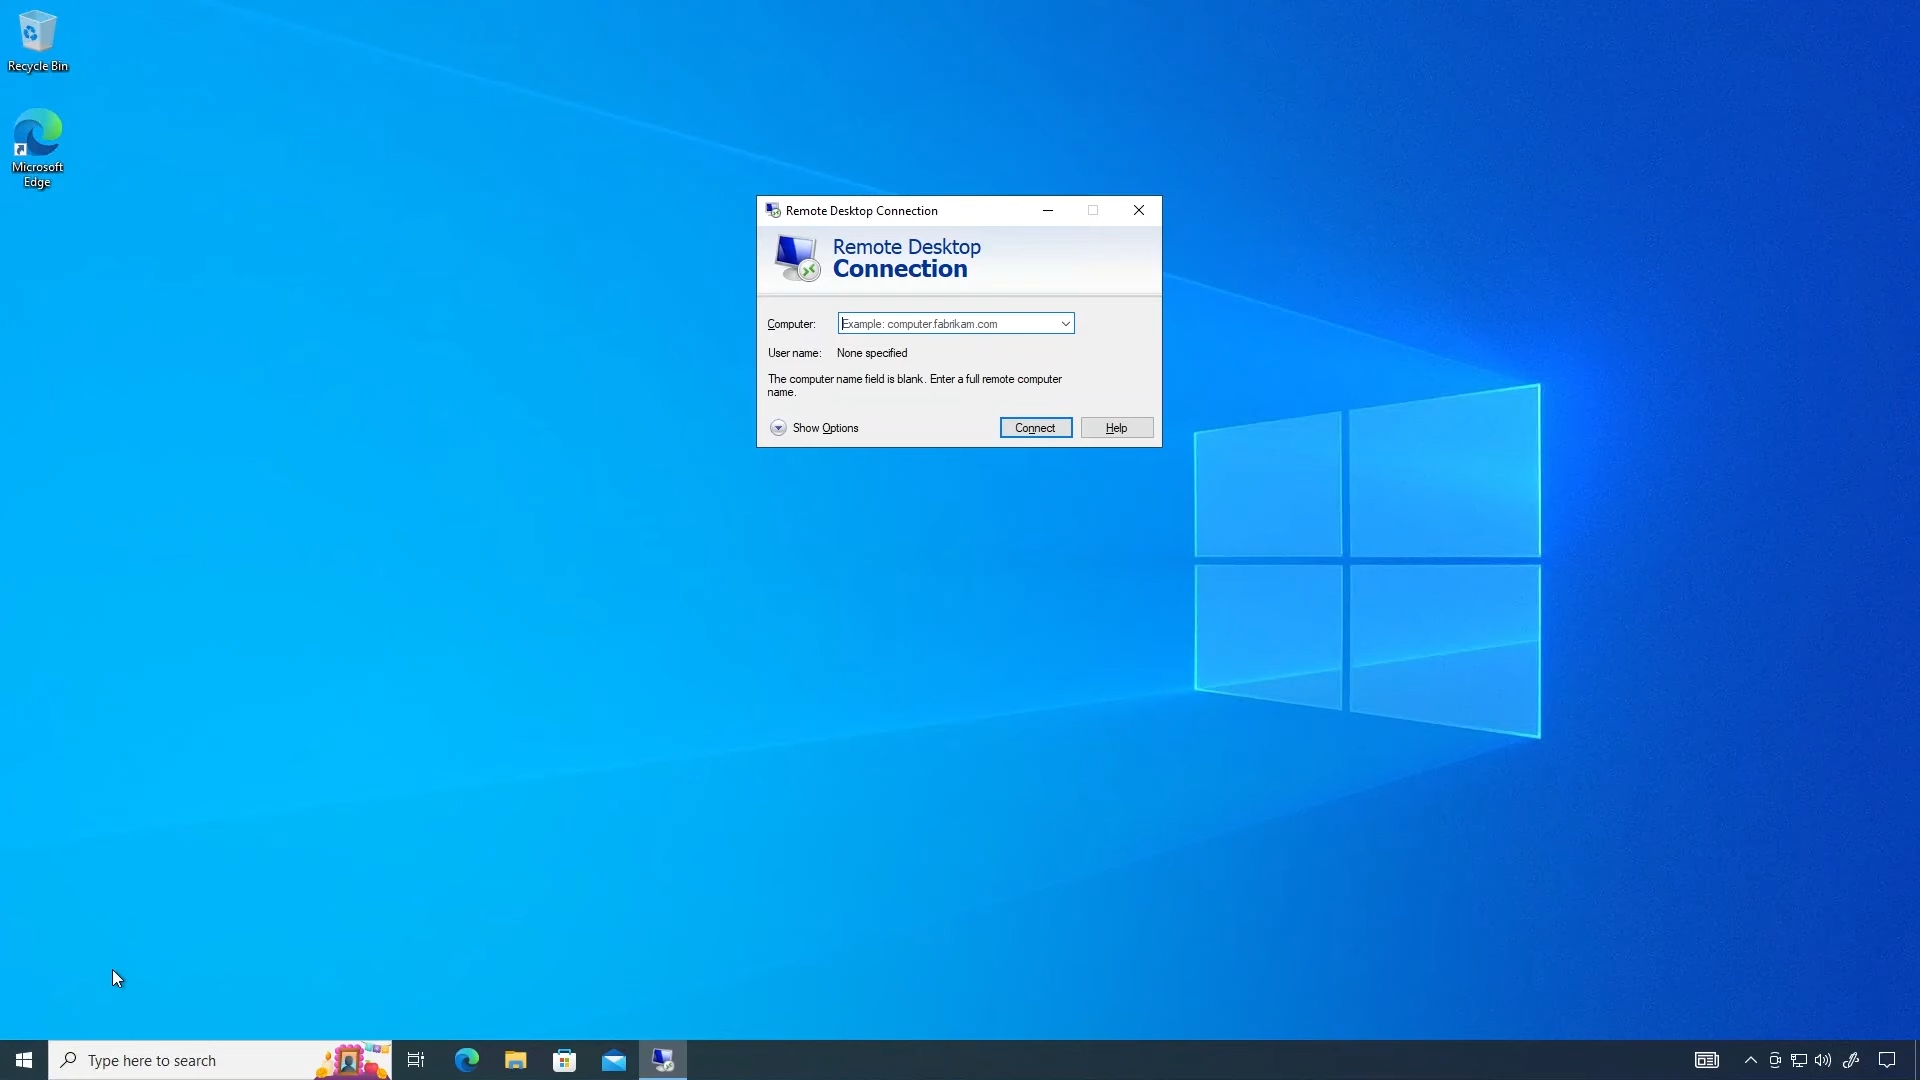 Recycle Bin
Microsoft
Edge
Remote Desktop Connection
Remote Desktop
Connection
Computer:
Example: computer.fabrikam.com
User name:
None specified
The computer name field is blank. Enter a full remote computer
name.
Show Options
Connect
Help
Type here to search